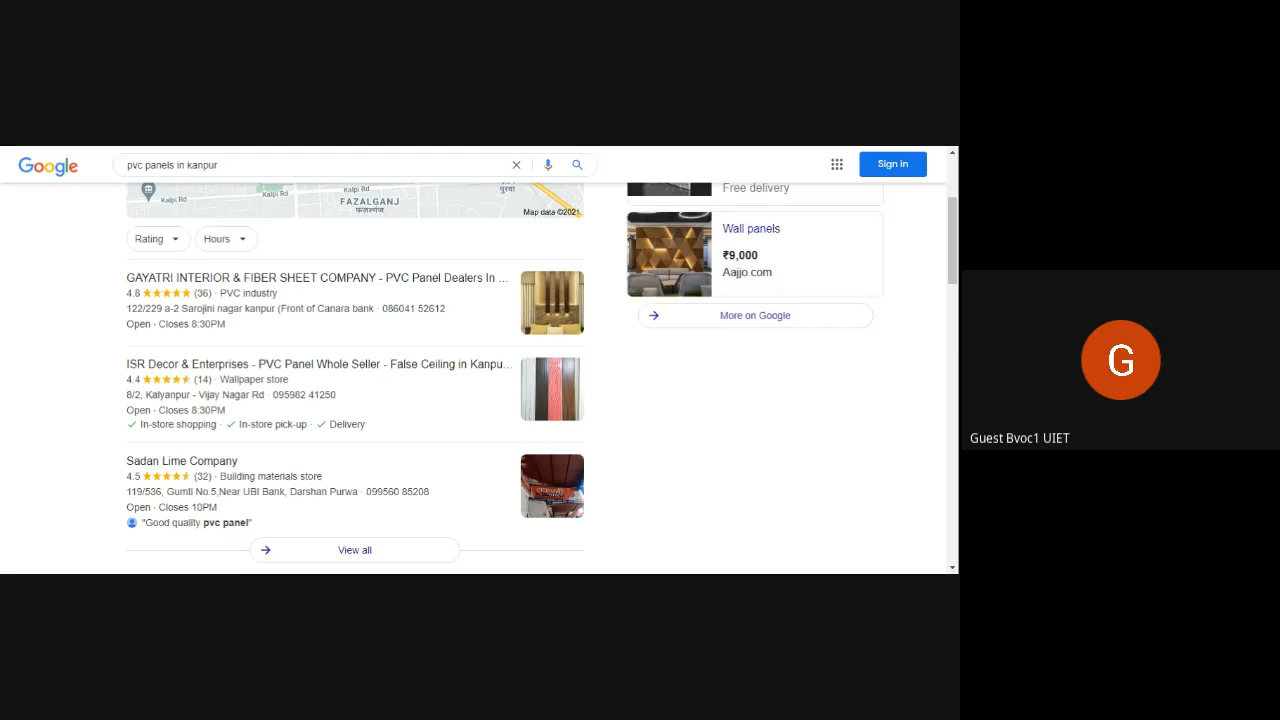 Google
pvc panels in kanpur
Sign in
Kalpi Rd
Kalpi Rd
Kalpi Rd
FAZALGANJ
फजलगंज
पुरवा
Map data ©2021
Rating
Hours
GAYATRI INTERIOR & FIBER SHEET COMPANY - PVC Panel Dealers In ...
4.8 (36) · PVC industry
122/229 a-2 Sarojini nagar kanpur (Front of Canara bank · 086041 52612
Open · Closes 8:30PM
ISR Decor & Enterprises - PVC Panel Whole Seller - False Ceiling in Kanpu...
4.4 (14) · Wallpaper store
8/2, Kalyanpur - Vijay Nagar Rd · 095982 41250
Open · Closes 8:30PM
In-store shopping · In-store pick-up · Delivery
Sadan Lime Company
4.5 (32) · Building materials store
119/536, Gumti No.5,Near UBI Bank, Darshan Purwa · 099560 85208
Open · Closes 10PM
"Good quality pvc panel"
View all
Free delivery
Wall panels
₹9,000
Aajjo.com
More on Google
G
Guest Bvoc1 UIET